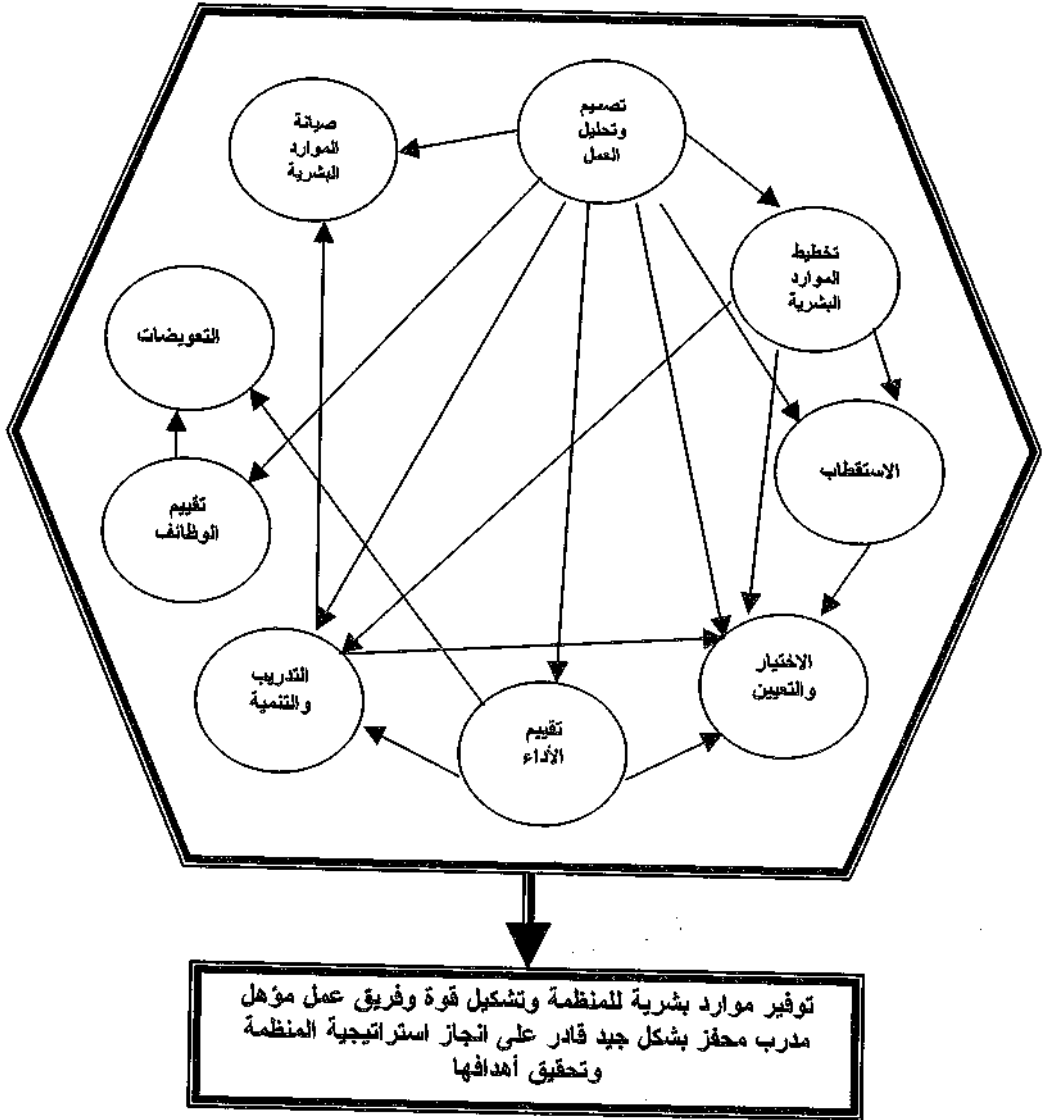 تصميم
وتحليل
العمل
صيانة
الموارد
البشرية
تخطيط
الموارد
البشرية
التعويضات
الاستقطاب
تقييم
الوظائف
الاختيار
والتعيين
التدريب
والتنمية
تقييم
الأداء
توفير موارد بشرية للمنظمة وتشكيل قوة وفريق عمل مؤهل
مدرب محفز بشكل جيد قادر على انجاز استراتيجية المنظمة
وتحقيق أهدافها